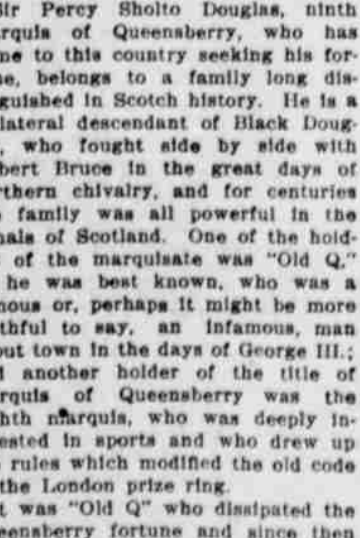 Sir Percy Sholto Douglas, ninth
rquis of Queensberry, who has
ne to this country seeking his for-
ne, belongs to a family long dis-
guished in Scotch history. He is a
lateral descendant of Black Doug-
, who fought side by side with
bert Bruce in the great days of
rthern chivalry, and for centuries
family was all powerful in the
nals of Scotland. One of the hold-
of the marquisate was "Old Q,"
he was best known, who was a
nous or, perhaps it might be more
thful to say, an infamous, man
out town in the days of George III.;
d another holder of the title of
rquis of Queensberry was the
hth marquis, who was deeply in-
ested in sports and who drew up
rules which modified the old code
the London prize ring.
t was "Old Q" who dissipated the
eensberry fortune and since then